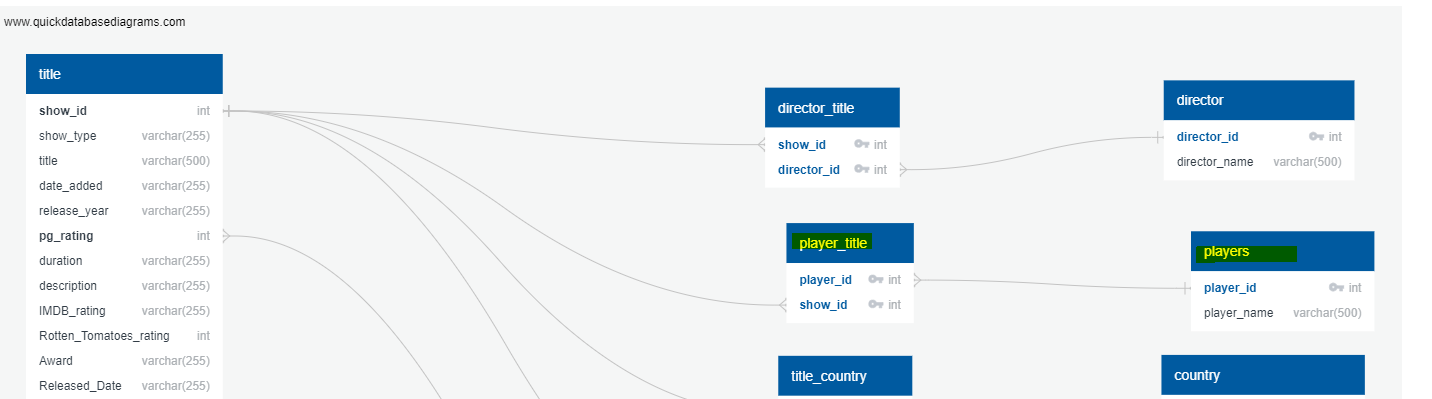 www.quickdatabasediagrams.com
title
show_id int
show_type varchar(255)
title varchar(500)
date_added varchar(255)
release_year varchar(255)
pg_rating int
duration varchar(255)
description varchar(255)
IMDB_rating varchar(255)
Rotten_Tomatoes_rating int
Award varchar(255)
Released_Date varchar(255)
director_title
show_id int
director_id int
director
director_id int
director_name varchar(500)
player_title
player_id int
show_id int
players
player_id int
player_name varchar(500)
title_country
country